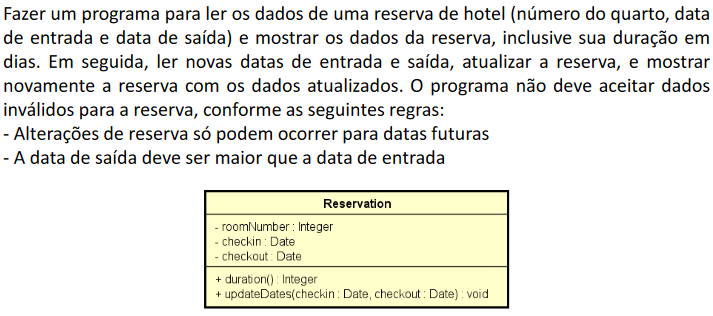 Fazer um programa para ler os dados de uma reserva de hotel (número do quarto, data
de entrada e data de saída) e mostrar os dados da reserva, inclusive sua duração em
dias. Em seguida, ler novas datas de entrada e saída, atualizar a reserva, e mostrar
novamente a reserva com os dados atualizados. O programa não deve aceitar dados
inválidos para a reserva, conforme as seguintes regras:
- Alterações de reserva só podem ocorrer para datas futuras
- A data de saída deve ser maior que a data de entrada
Reservation
- roomNumber : Integer
- checkin : Date
- checkout : Date
+ duration() : Integer
+ updateDates(checkin : Date, checkout : Date) : void